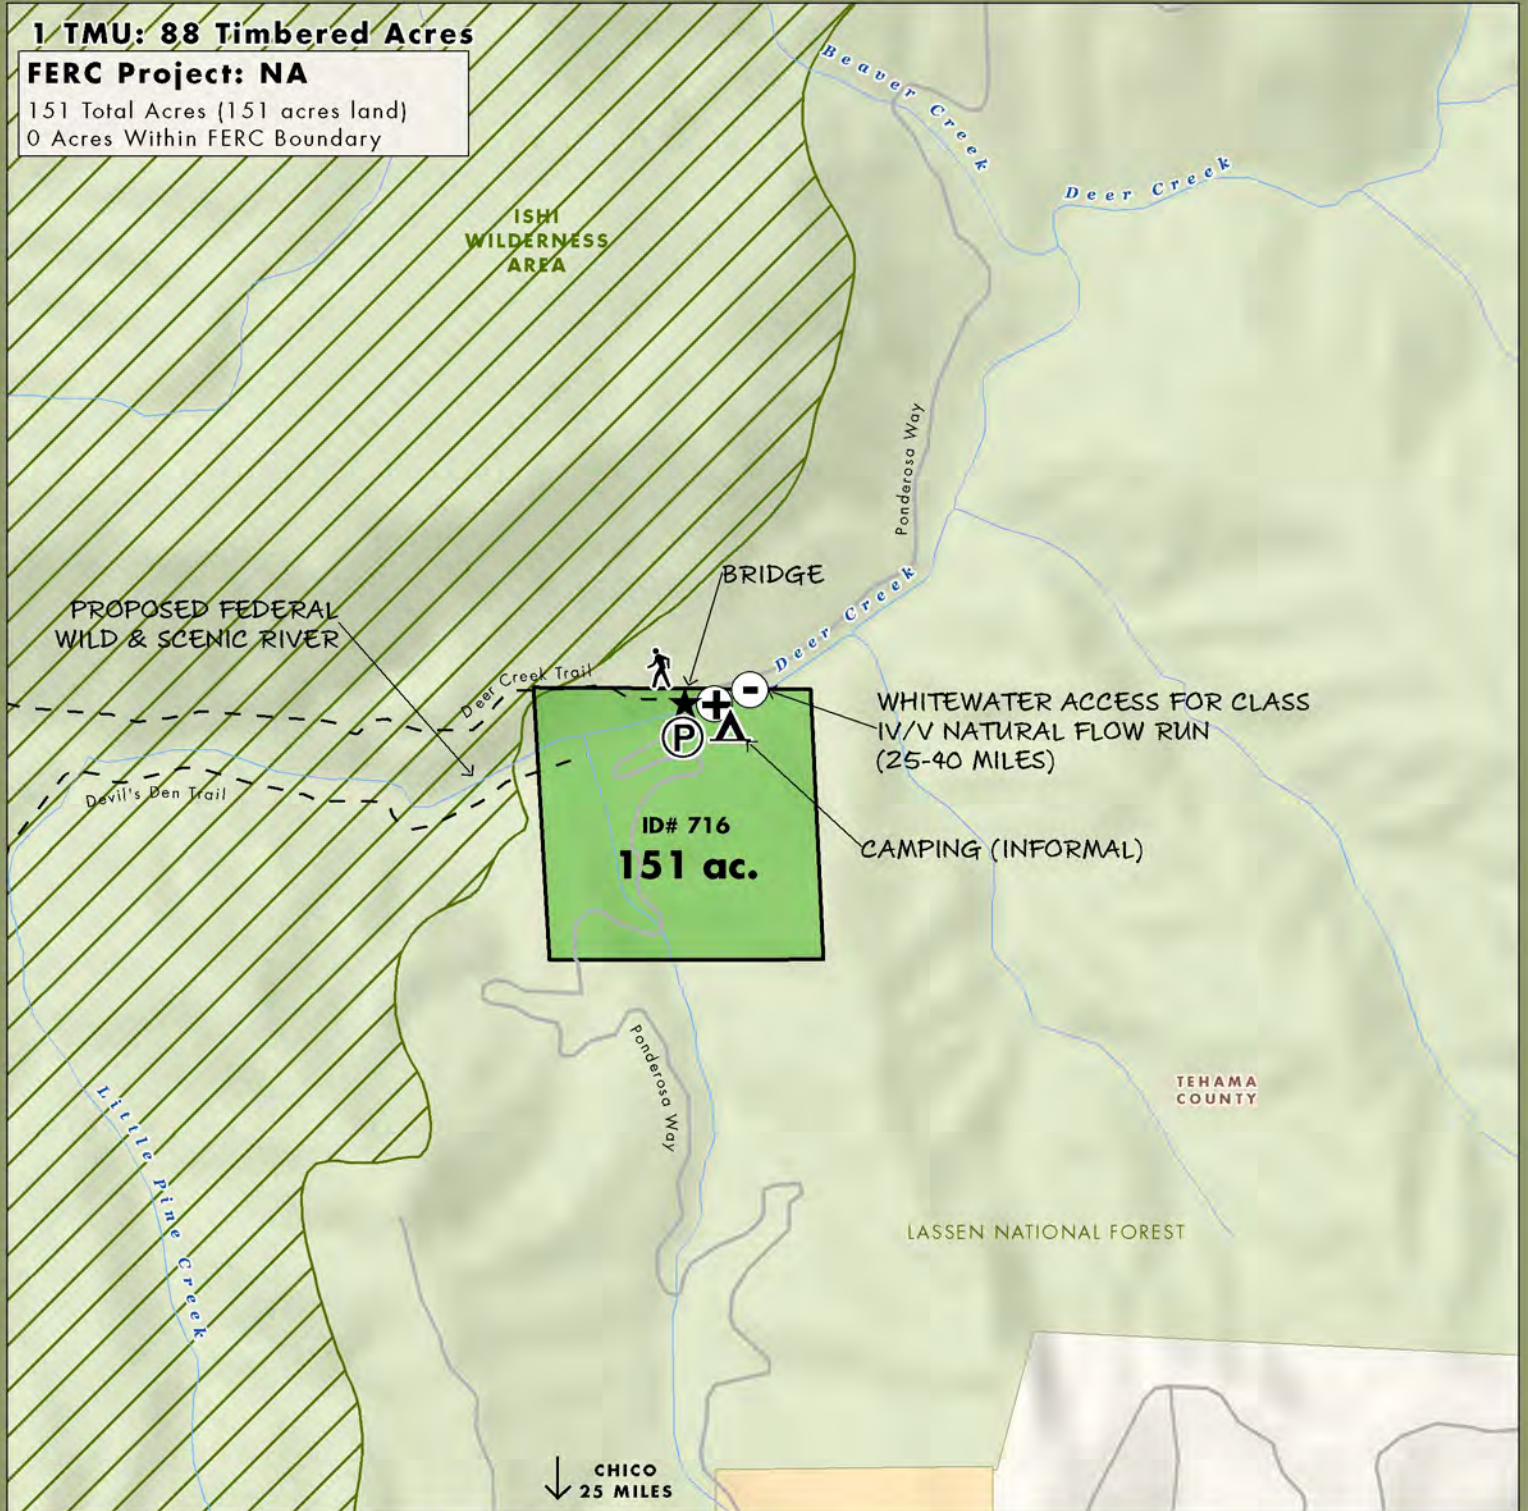 1 TMU: 88 Timbered Acres
FERC Project: NA
151 Total Acres (151 acres land)
0 Acres Within FERC Boundary
Beaver Creek
Deer Creek
ISHI
WILDERNESS
AREA
Ponderosa Way
BRIDGE
PROPOSED FEDERAL
WILD & SCENIC RIVER
Deer Creek
Deer Creek Trail
WHITEWATER ACCESS FOR CLASS
IV/V NATURAL FLOW RUN
(25-40 MILES)
P
Devil's Den Trail
ID# 716
151 ac.
CAMPING (INFORMAL)
Ponderosa Way
TEHAMA
COUNTY
Little Pine Creek
LASSEN NATIONAL FOREST
CHICO
25 MILES